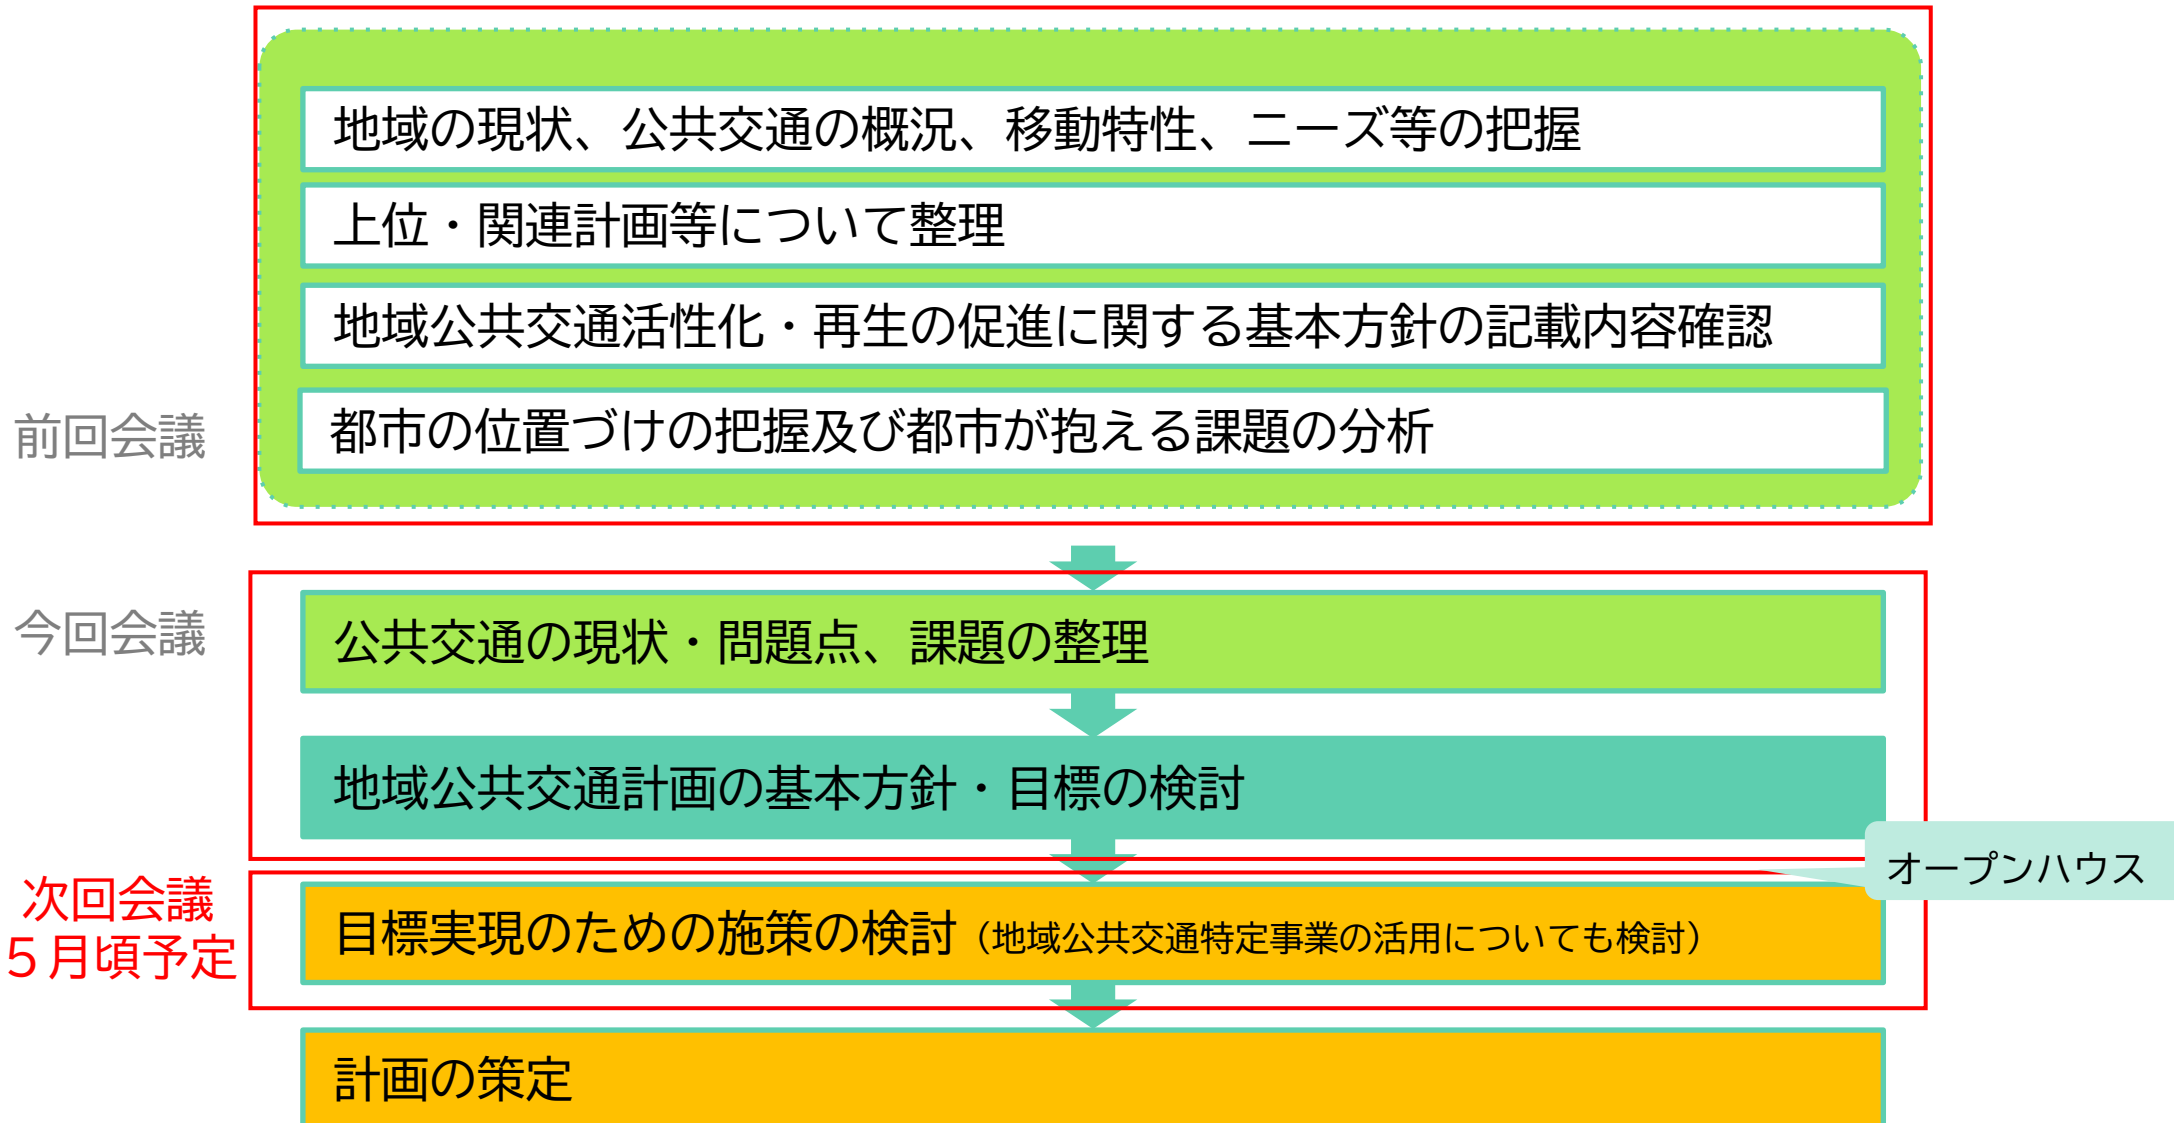 地域の現状、公共交通の概況、移動特性、ニーズ等の把握
上位・関連計画等について整理
地域公共交通活性化・再生の促進に関する基本方針の記載内容確認
前回会議
都市の位置づけの把握及び都市が抱える課題の分析
今回会議
公共交通の現状・問題点、課題の整理
地域公共交通計画の基本方針・目標の検討
オープンハウス
次回会議
５月頃予定
目標実現のための施策の検討（地域公共交通特定事業の活用についても検討）
計画の策定